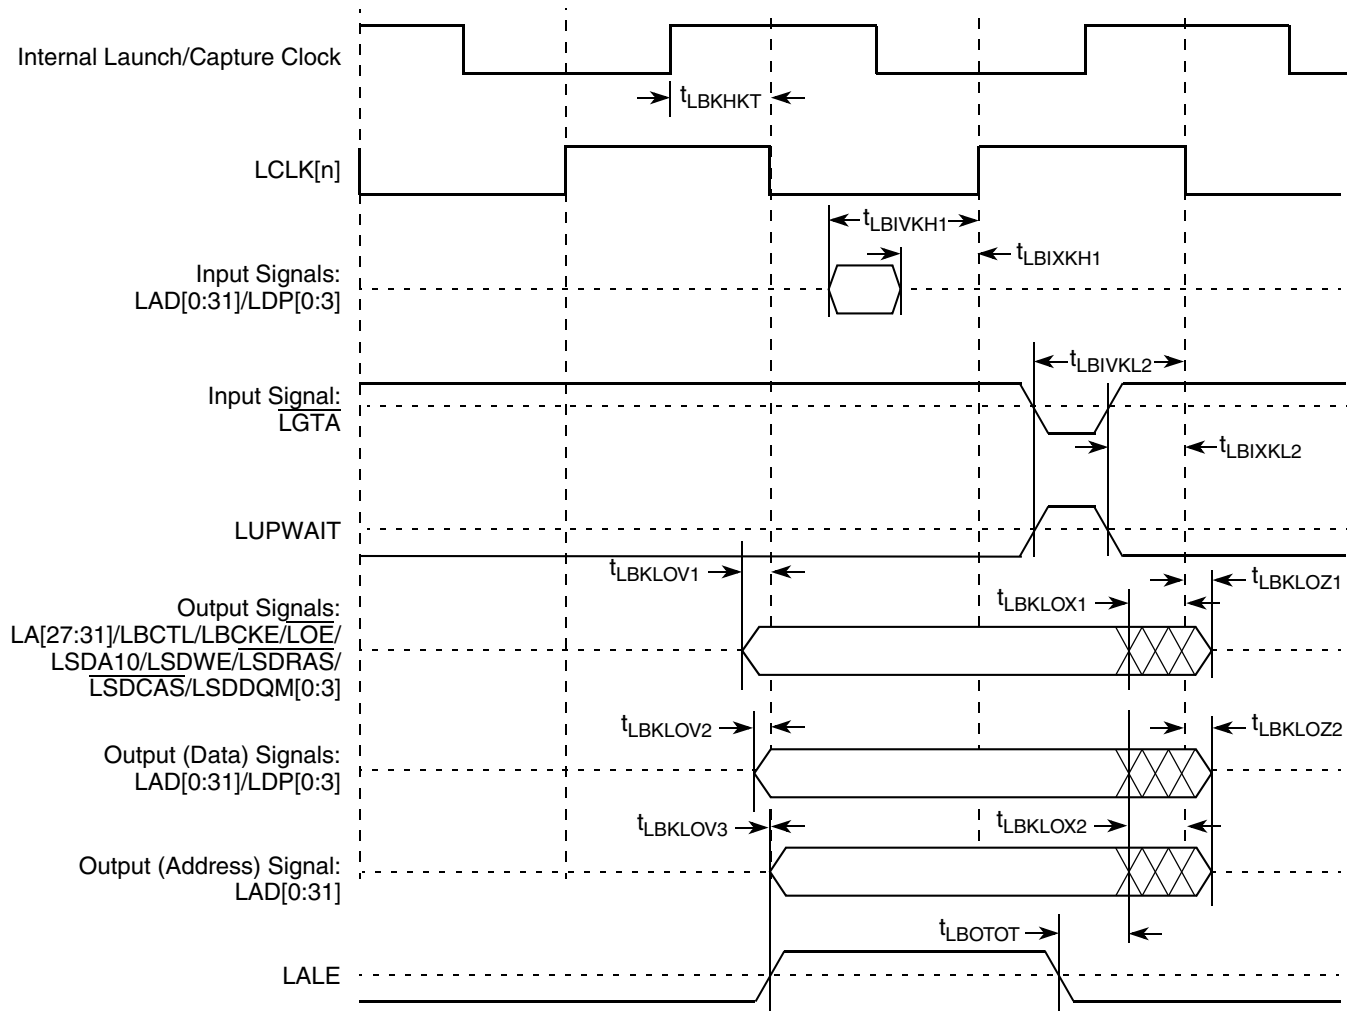 Internal Launch/Capture Clock
tLBKHKT
LCLK[n]
tLBIVKH1
tLBIXKH1
Input Signals:
LAD[0:31]/LDP[0:3]
tLBIVKL2
Input Signal:
LGTA
tLBIXKL2
LUPWAIT
tLBKLOV1
tLBKLOZ1
tLBKLOX1
Output Signals:
LA[27:31]/LBCTL/LBCKE/LOE/
LSDA10/LSDWE/LSDRAS/
LSDCAS/LSDDQM[0:3]
tLBKLOV2
tLBKLOZ2
Output (Data) Signals:
LAD[0:31]/LDP[0:3]
tLBKLOV3
tLBKLOX2
Output (Address) Signal:
LAD[0:31]
tLBOTOT
LALE